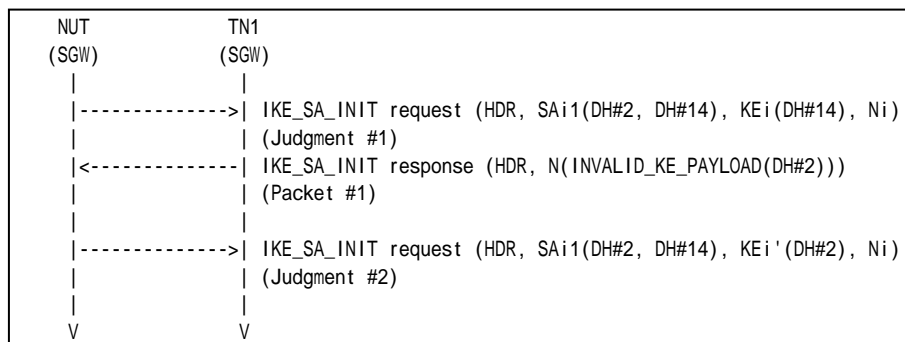 NUT TN1
(SGW) (SGW)
| |
|-------------->| IKE_SA_INIT request (HDR, SAi1(DH#2, DH#14), KEi(DH#14), Ni)
| | (Judgment #1)
|<--------------| IKE_SA_INIT response (HDR, N(INVALID_KE_PAYLOAD(DH#2)))
| | (Packet #1)
| |
|-------------->| IKE_SA_INIT request (HDR, SAi1(DH#2, DH#14), KEi'(DH#2), Ni)
| | (Judgment #2)
| |
V V